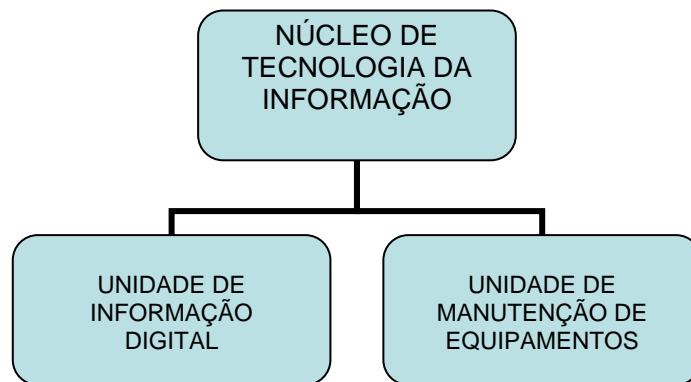 NÚCLEO DE
TECNOLOGIA DA
INFORMAÇÃO
UNIDADE DE
INFORMAÇÃO
DIGITAL
UNIDADE DE
MANUTENÇÃO DE
EQUIPAMENTOS